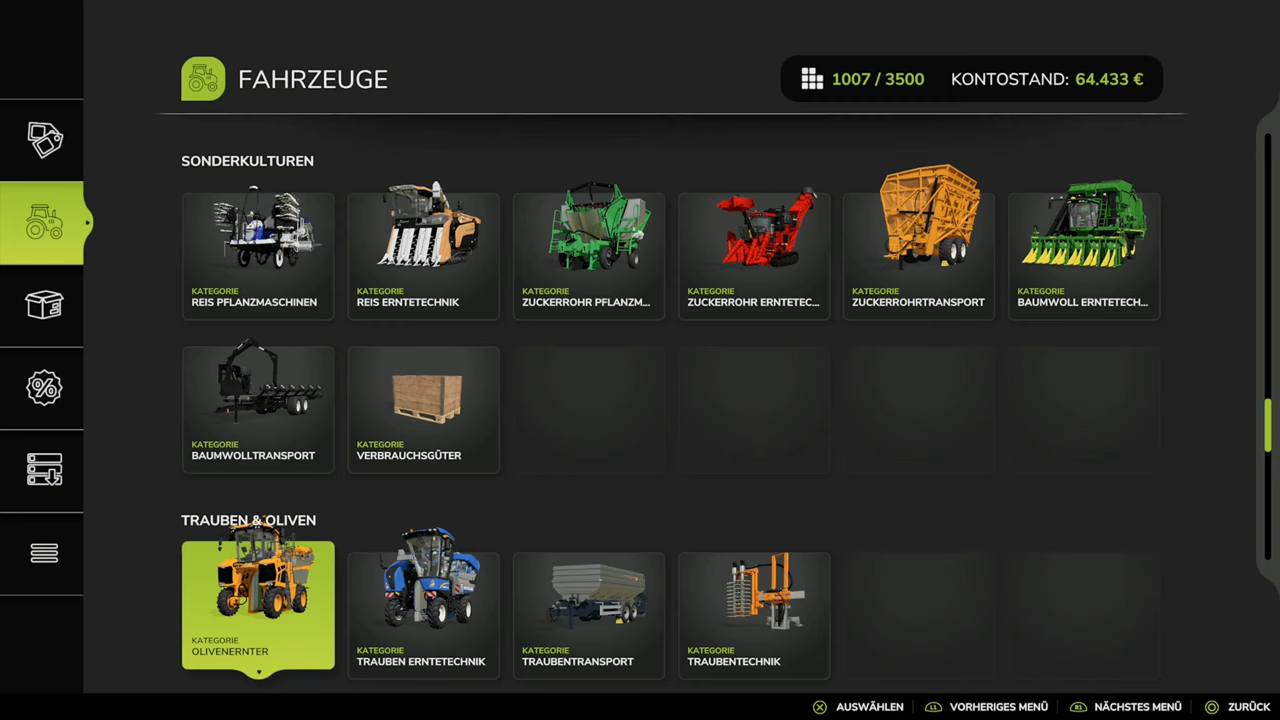 FAHRZEUGE
1007 / 3500
KONTOSTAND: 64.433 €
SONDERKULTUREN
KATEGORIE
REIS PFLANZMASCHINEN
KATEGORIE
REIS ERNTETECHNIK
KATEGORIE
ZUCKERROHR PFLANZM...
KATEGORIE
ZUCKERROHR ERNTETEC...
KATEGORIE
ZUCKERROHRTRANSPORT
KATEGORIE
BAUMWOLL ERNTETECH...
KATEGORIE
BAUMWOLLTRANSPORT
KATEGORIE
VERBRAUCHSGÜTER
TRAUBEN & OLIVEN
KATEGORIE
OLIVENERNTER
KATEGORIE
TRAUBEN ERNTETECHNIK
KATEGORIE
TRAUBENTRANSPORT
KATEGORIE
TRAUBENTECHNIK
AUSWÄHLEN
L1 VORHERIGES MENÜ
R1 NÄCHSTES MENÜ
ZURÜCK